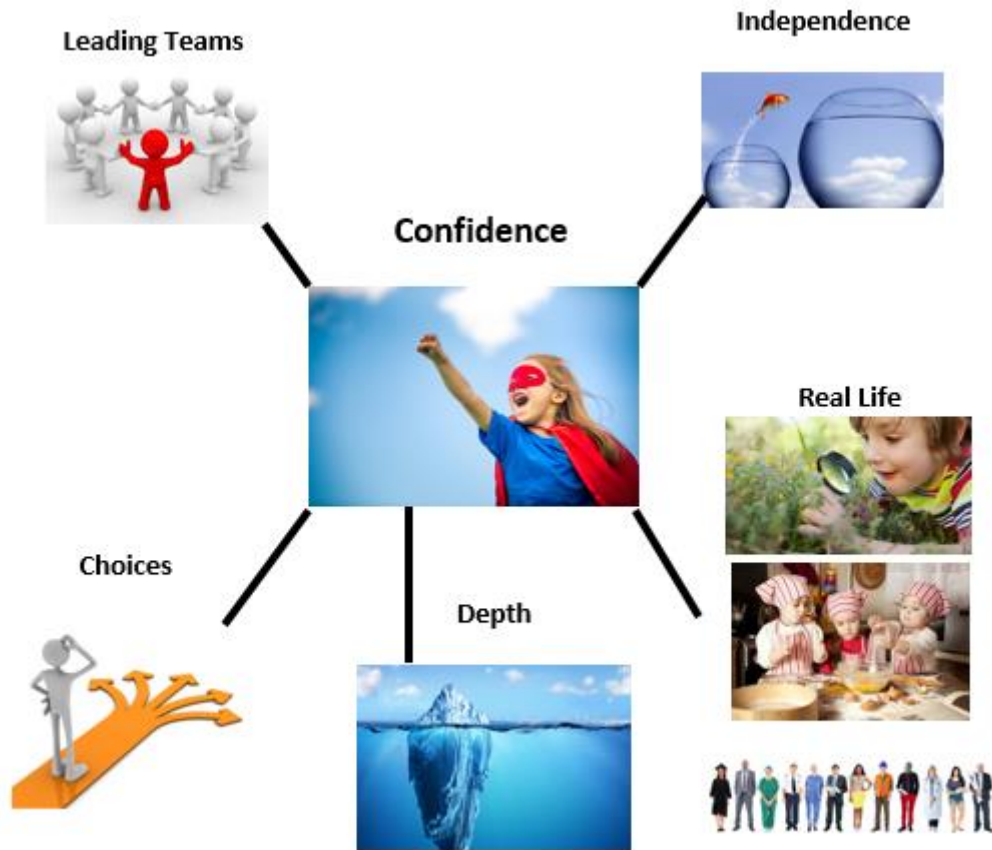 Leading Teams
Independence
Confidence
Real Life
Choices
Depth